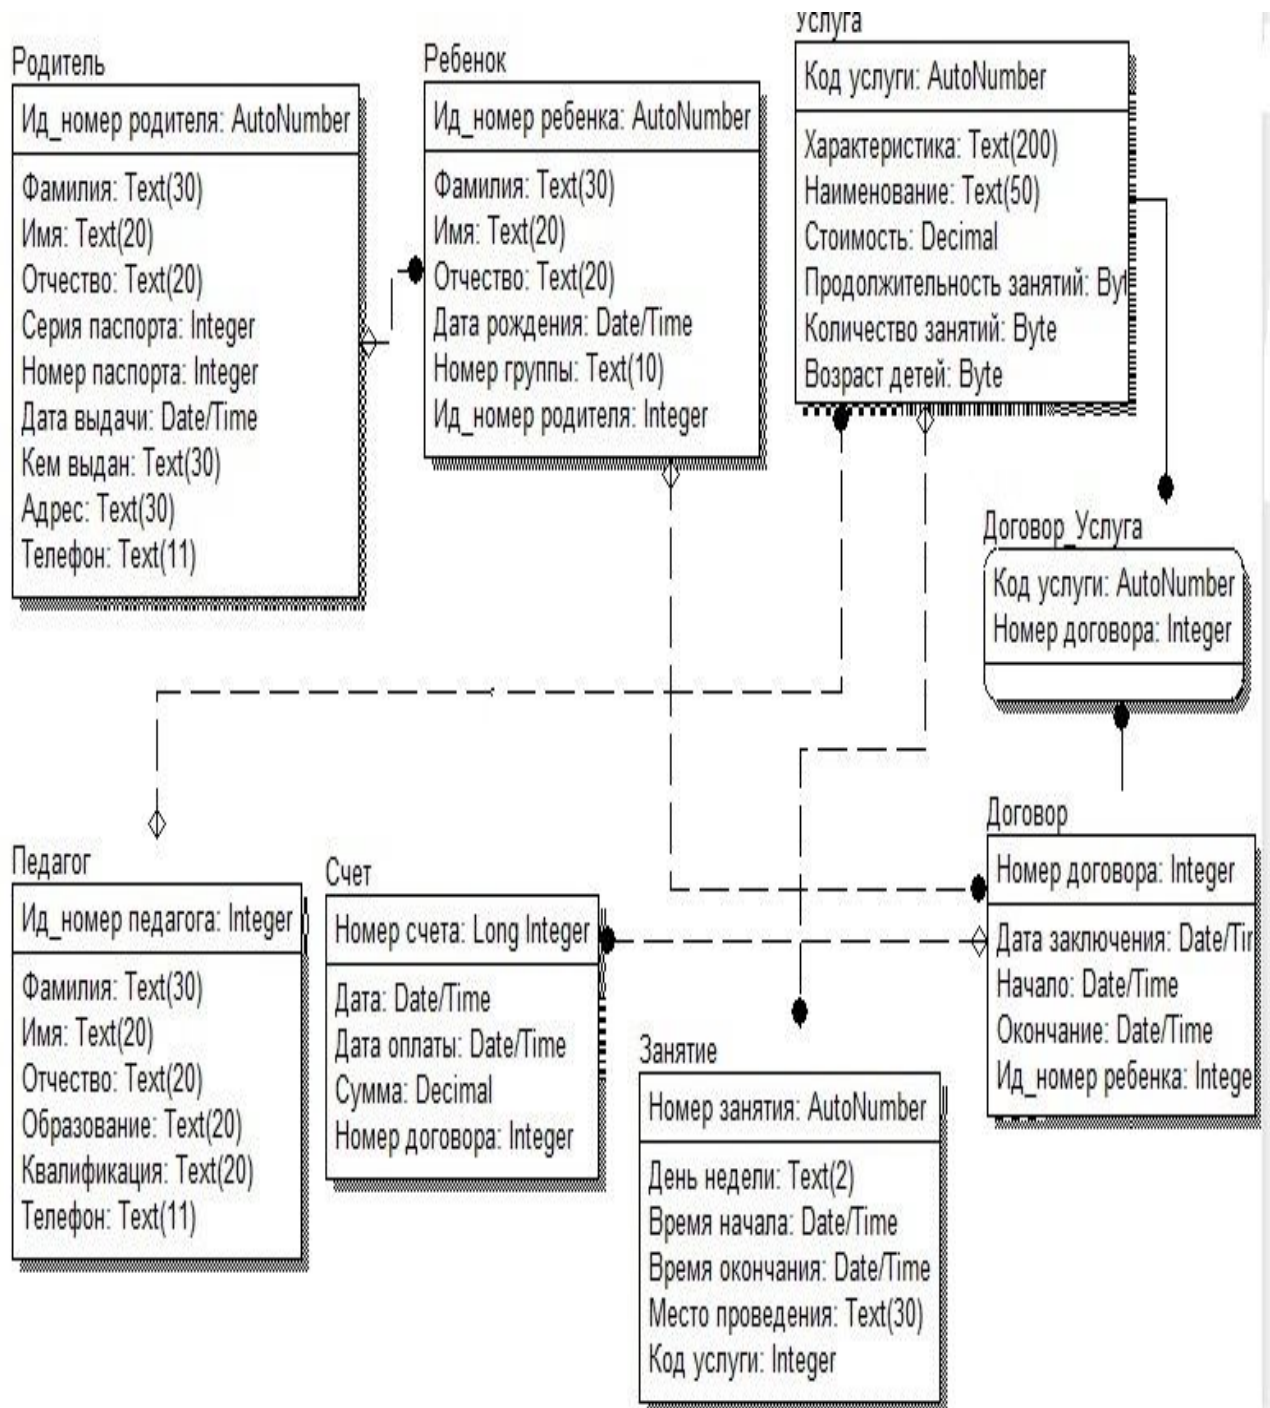 Родитель
Ид_номер родителя: AutoNumber
Фамилия: Text(30)
Имя: Text(20)
Отчество: Text(20)
Серия паспорта: Integer
Номер паспорта: Integer
Дата выдачи: Date/Time
Кем выдан: Text(30)
Адрес: Text(30)
Телефон: Text(11)
Ребенок
Ид_номер ребенка: AutoNumber
Фамилия: Text(30)
Имя: Text(20)
Отчество: Text(20)
Дата рождения: Date/Time
Номер группы: Text(10)
Ид_номер родителя: Integer
Услуга
Код услуги: AutoNumber
Характеристика: Text(200)
Наименование: Text(50)
Стоимость: Decimal
Продолжительность занятий: Byt
Количество занятий: Byte
Возраст детей: Byte
Договор_Услуга
Код услуги: AutoNumber
Номер договора: Integer
Педагог
Ид_номер педагога: Integer
Фамилия: Text(30)
Имя: Text(20)
Отчество: Text(20)
Образование: Text(20)
Квалификация: Text(20)
Телефон: Text(11)
Счет
Номер счета: Long Integer
Дата: Date/Time
Дата оплаты: Date/Time
Сумма: Decimal
Номер договора: Integer
Занятие
Номер занятия: AutoNumber
День недели: Text(2)
Время начала: Date/Time
Время окончания: Date/Time
Место проведения: Text(30)
Код услуги: Integer
Договор
Номер договора: Integer
Дата заключения: Date/Tir
Начало: Date/Time
Окончание: Date/Time
Ид_номер ребенка: Intege